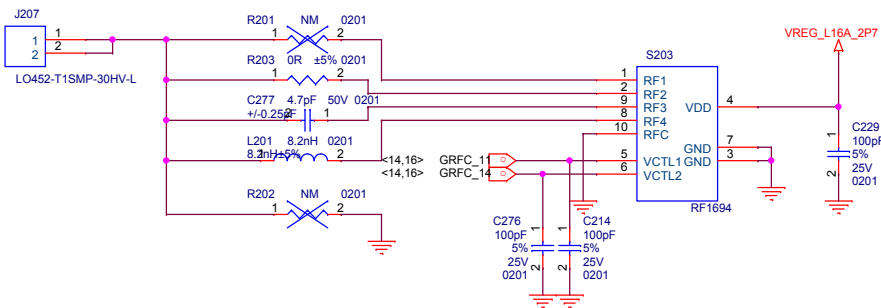 J207
1 1
2 2
LO452-T1SMP-30HV-L
R201 NM 0201
1 2
R203 0R ±5% 0201
1 2
C277 4.7pF 50V 0201
+/-0.25pF
2 1
L201 8.2nH 0201
8.2nH±5%
1 2
R202 NM 0201
1 2
<14,16> GRFC_11
<14,16> GRFC_14
S203
1 RF1
2 RF2
9 RF3
8 RF4
10 RFC
5 VCTL1
6 VCTL2
VDD 4
GND 7
GND 3
RF1694
VREG_L16A_2P7
C229
100pF
5%
25V
0201
1
2
C276
100pF
5%
25V
0201
1
2
C214
100pF
5%
25V
0201
1
2